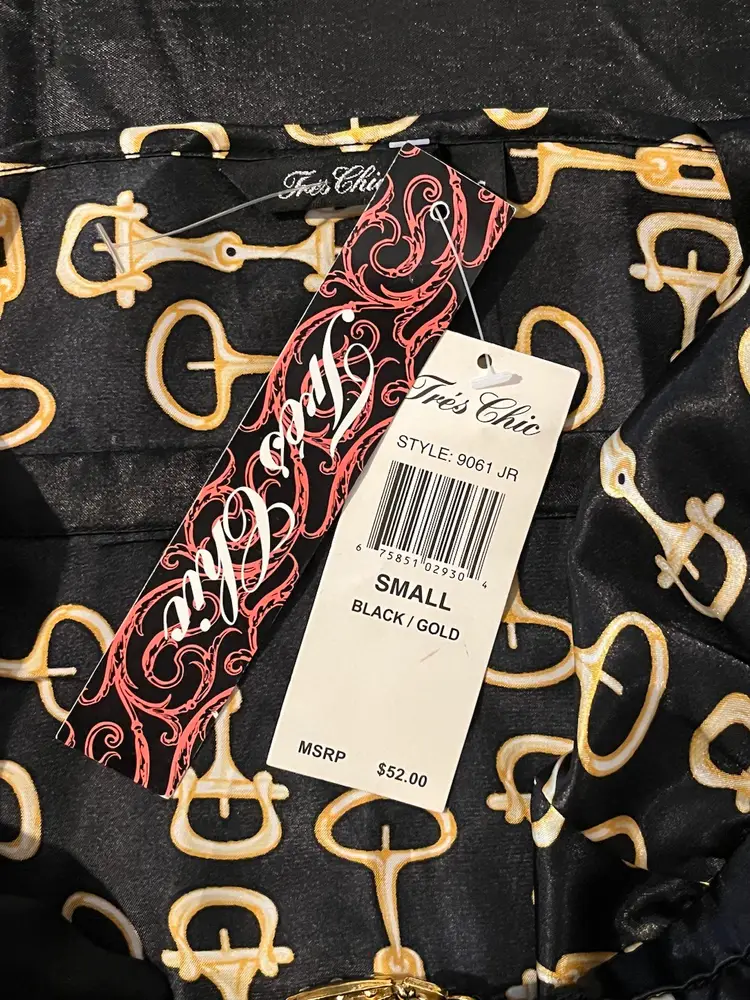 Trés Chic
Trés Chic
Trés Chic
STYLE: 9061 JR
6 75851 02930 4
SMALL
BLACK / GOLD
MSRP $52.00